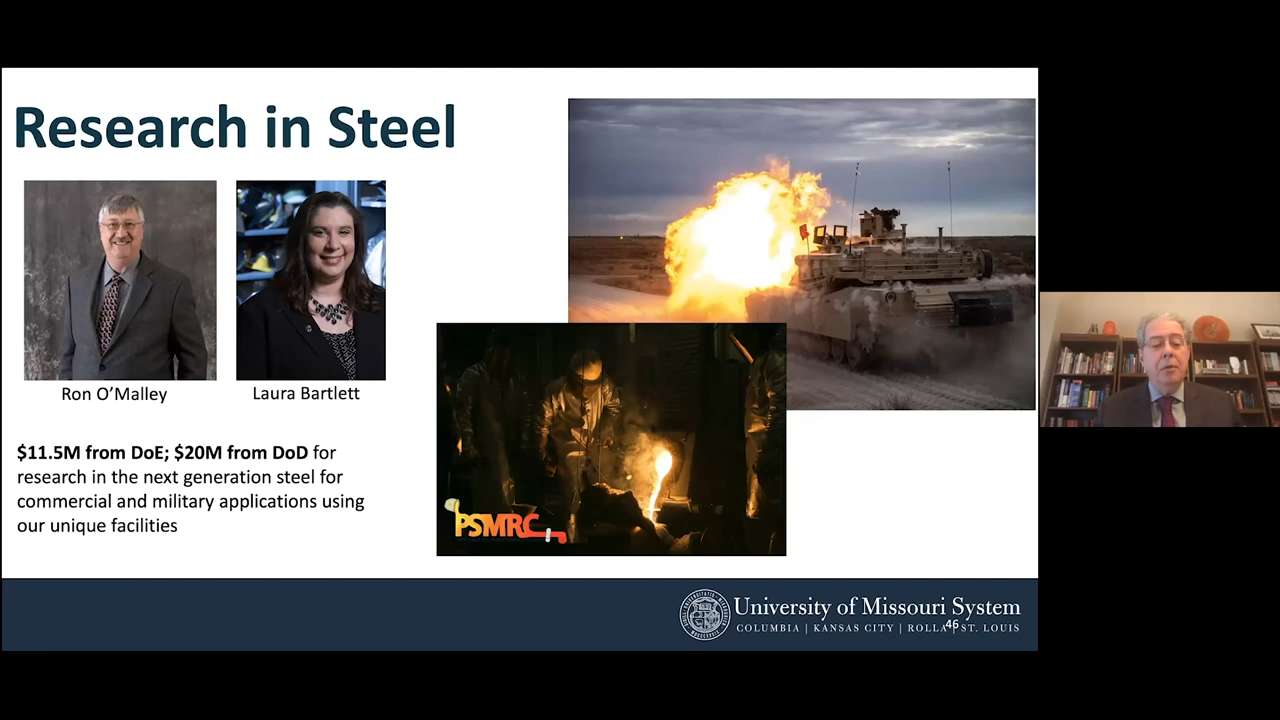 Research in Steel
Ron O’Malley
Laura Bartlett
$11.5M from DoE; $20M from DoD for
research in the next generation steel for
commercial and military applications using
our unique facilities
PSMRC
University of Missouri System
COLUMBIA | KANSAS CITY | ROLLA | ST. LOUIS
46